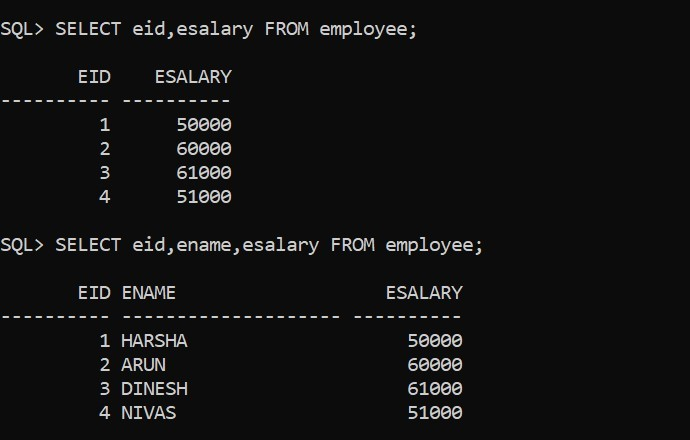 SQL> SELECT eid,esalary FROM employee;
       EID    ESALARY
---------- ----------
         1      50000
         2      60000
         3      61000
         4      51000
SQL> SELECT eid,ename,esalary FROM employee;
       EID ENAME                   ESALARY
---------- -------------------- ----------
         1 HARSHA                    50000
         2 ARUN                      60000
         3 DINESH                    61000
         4 NIVAS                     51000